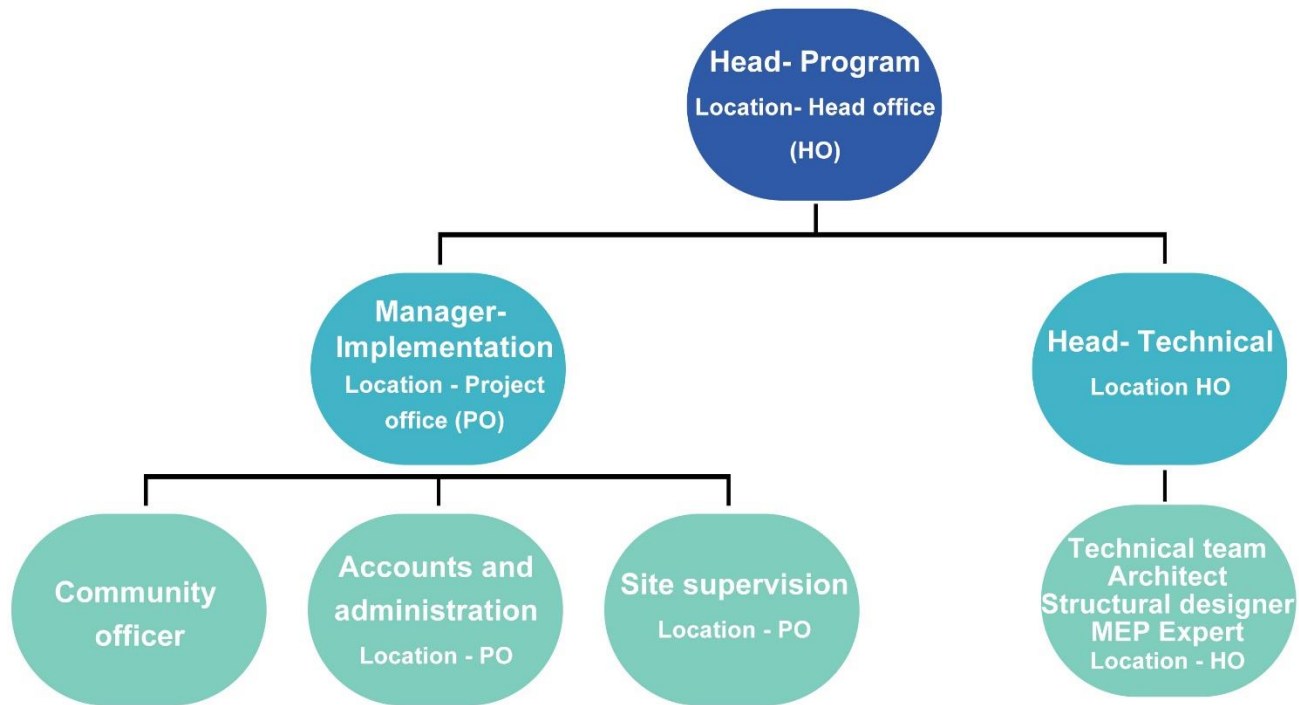 Head- Program
Location- Head office
(HO)
Manager-
Implementation
Location - Project
office (PO)
Head- Technical
Location HO
Community
officer
Accounts and
administration
Location - PO
Site supervision
Location - PO
Technical team
Architect
Structural designer
MEP Expert
Location - HO